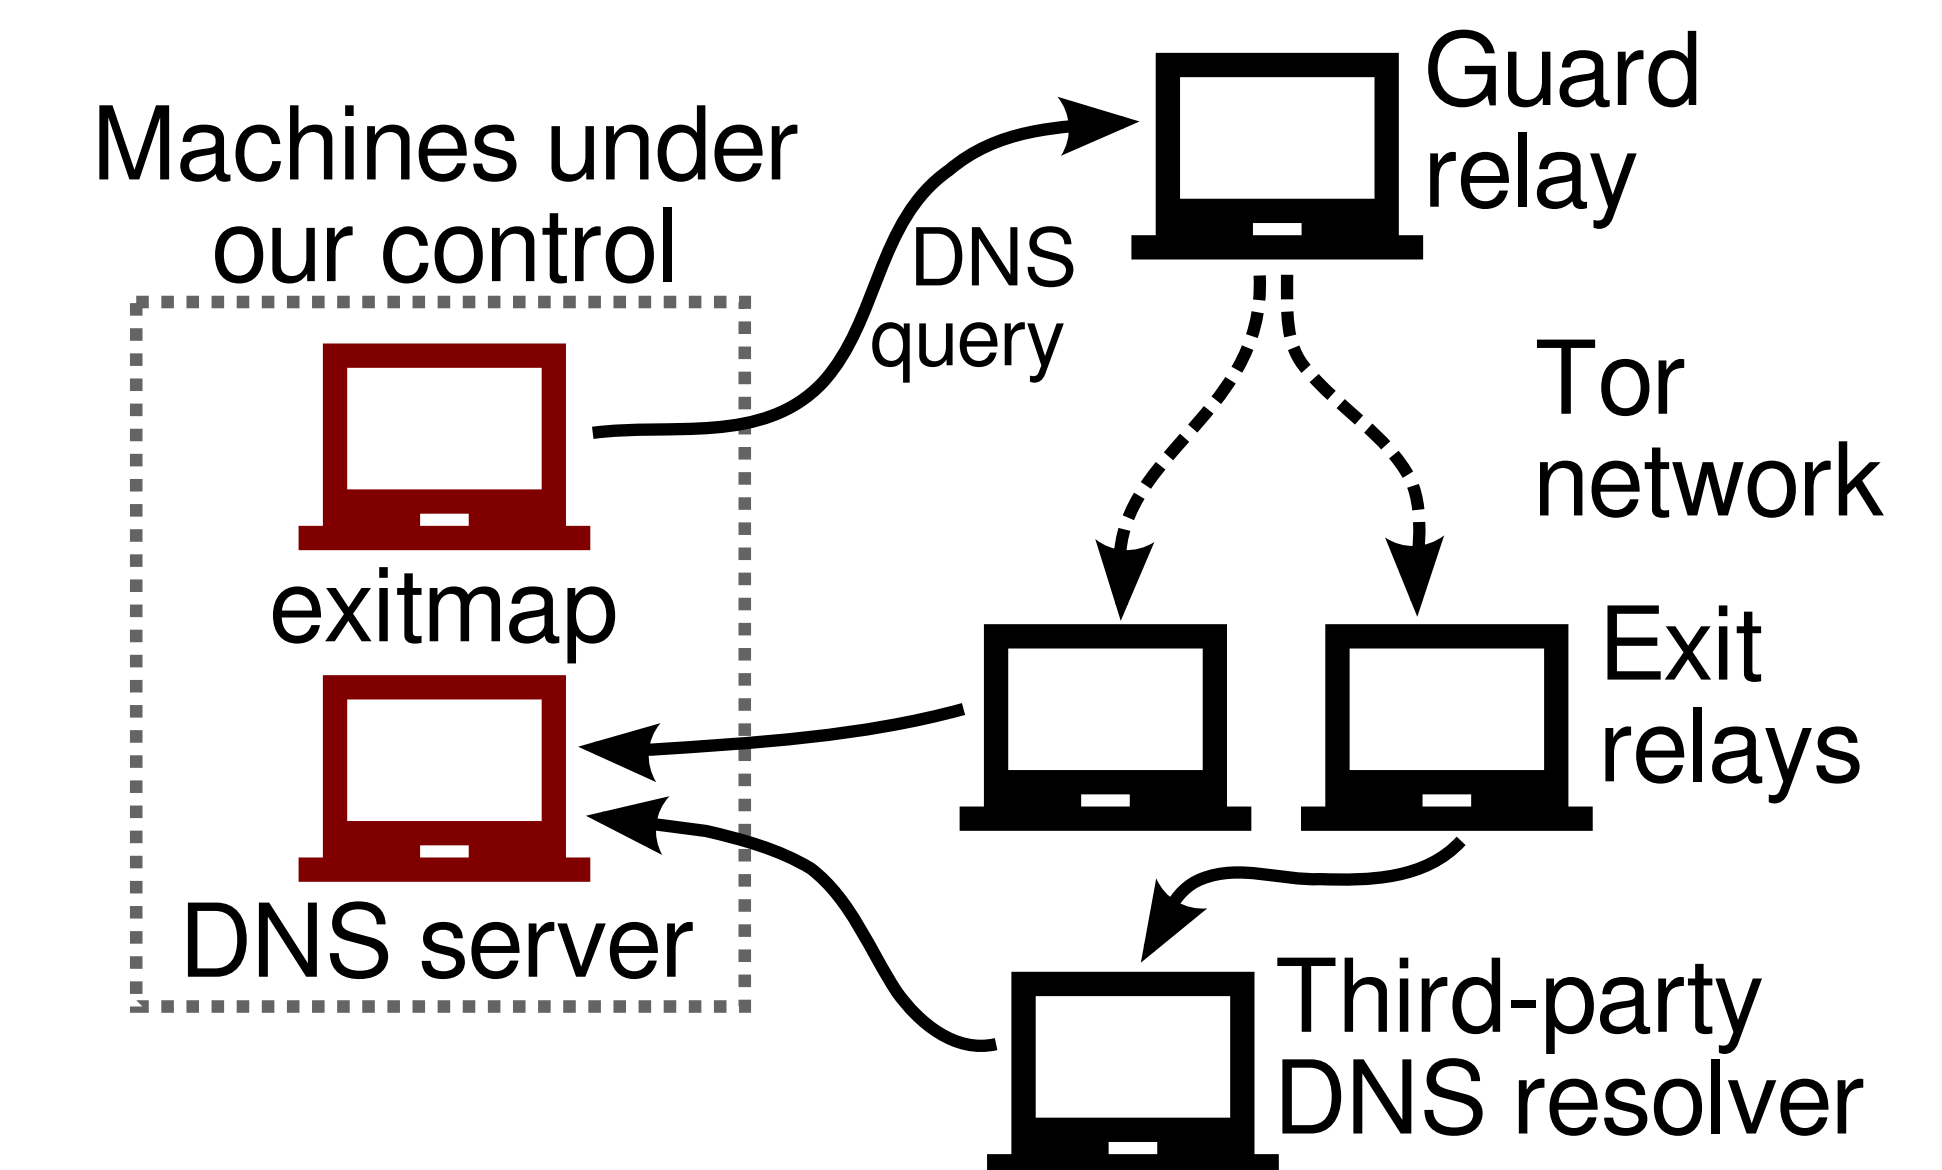 Machines under
our control
exitmap
DNS server
DNS
query
Guard
relay
Tor
network
Exit
relays
Third-party
DNS resolver